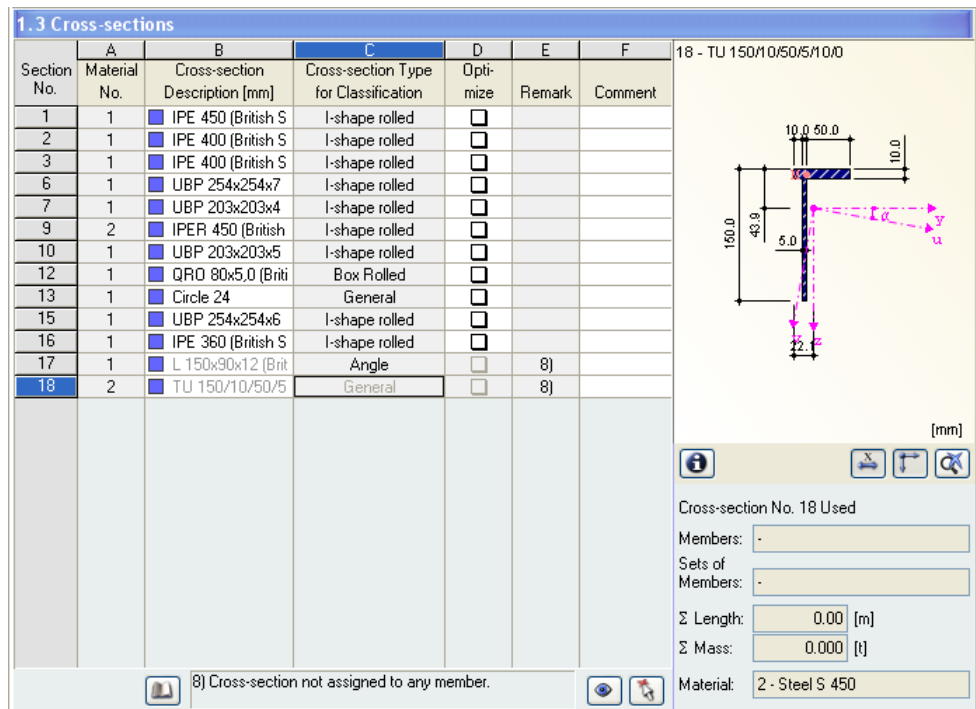 1.3 Cross-sections
A B C D E F
Section No. Material No. Cross-section Description [mm] Cross-section Type for Classification Opti-mize Remark Comment
1 1 IPE 450 (British S I-shape rolled
2 1 IPE 400 (British S I-shape rolled
3 1 IPE 400 (British S I-shape rolled
6 1 UBP 254x254x7 I-shape rolled
7 1 UBP 203x203x4 I-shape rolled
9 2 IPER 450 (British I-shape rolled
10 1 UBP 203x203x5 I-shape rolled
12 1 QRO 80x5,0 (Briti Box Rolled
13 1 Circle 24 General
15 1 UBP 254x254x6 I-shape rolled
16 1 IPE 360 (British S I-shape rolled
17 1 L 150x90x12 (Brit Angle 8)
18 2 TU 150/10/50/5 General 8)
8) Cross-section not assigned to any member.
18 - TU 150/10/50/5/10/0
10.0 50.0
10.0
150.0
43.9
5.0
α
y
u
v z
[mm]
Cross-section No. 18 Used
Members: -
Sets of
Members: -
Σ Length: 0.00 [m]
Σ Mass: 0.000 [t]
Material: 2 - Steel S 450